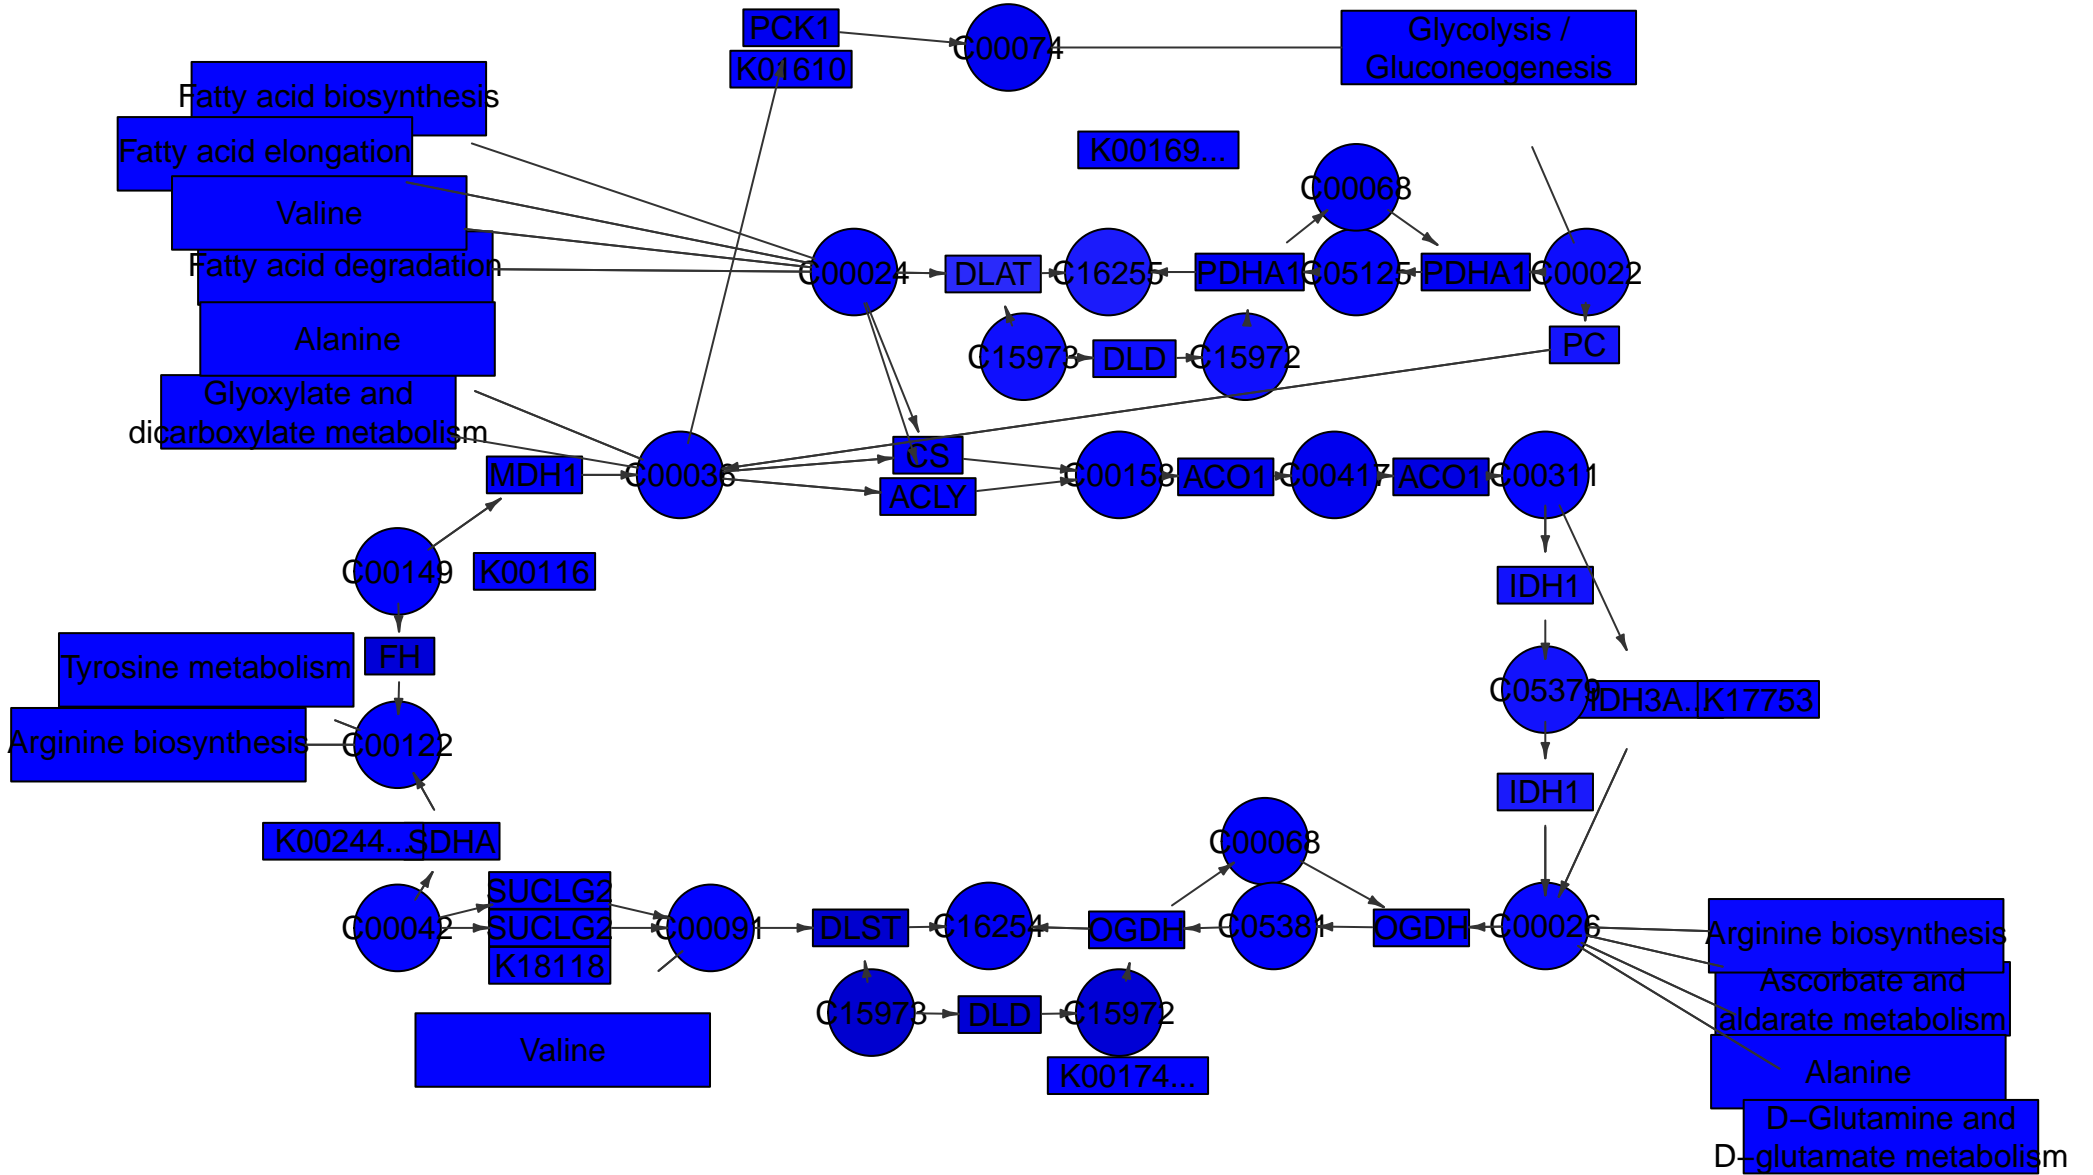 PCK1
C00074
Glycolysis /
Gluconeogenesis
K01610
Fatty acid biosynthesis
Fatty acid elongation
K00169...
C00068
Valine
Fatty acid degradation
C00024
DLAT
C16255
PDHA1
C05125
PDHA1
C00022
Alanine
C15973
DLD
C15972
PC
Glyoxylate and
dicarboxylate metabolism
MDH1
C00036
CS
ACLY
C00158
ACO1
C00417
ACO1
C00311
C00149
K00116
IDH1
FH
Tyrosine metabolism
C05379
IDH3A...
K17753
Arginine biosynthesis
C00122
IDH1
K00244...
SDHA
C00068
C00042
SUCLG2
SUCLG2
K18118
C00091
DLST
C16254
OGDH
C05381
OGDH
C00026
Arginine biosynthesis
Ascorbate and
aldarate metabolism
C15973
DLD
C15972
Valine
K00174...
Alanine
D−Glutamine and
D−glutamate metabolism